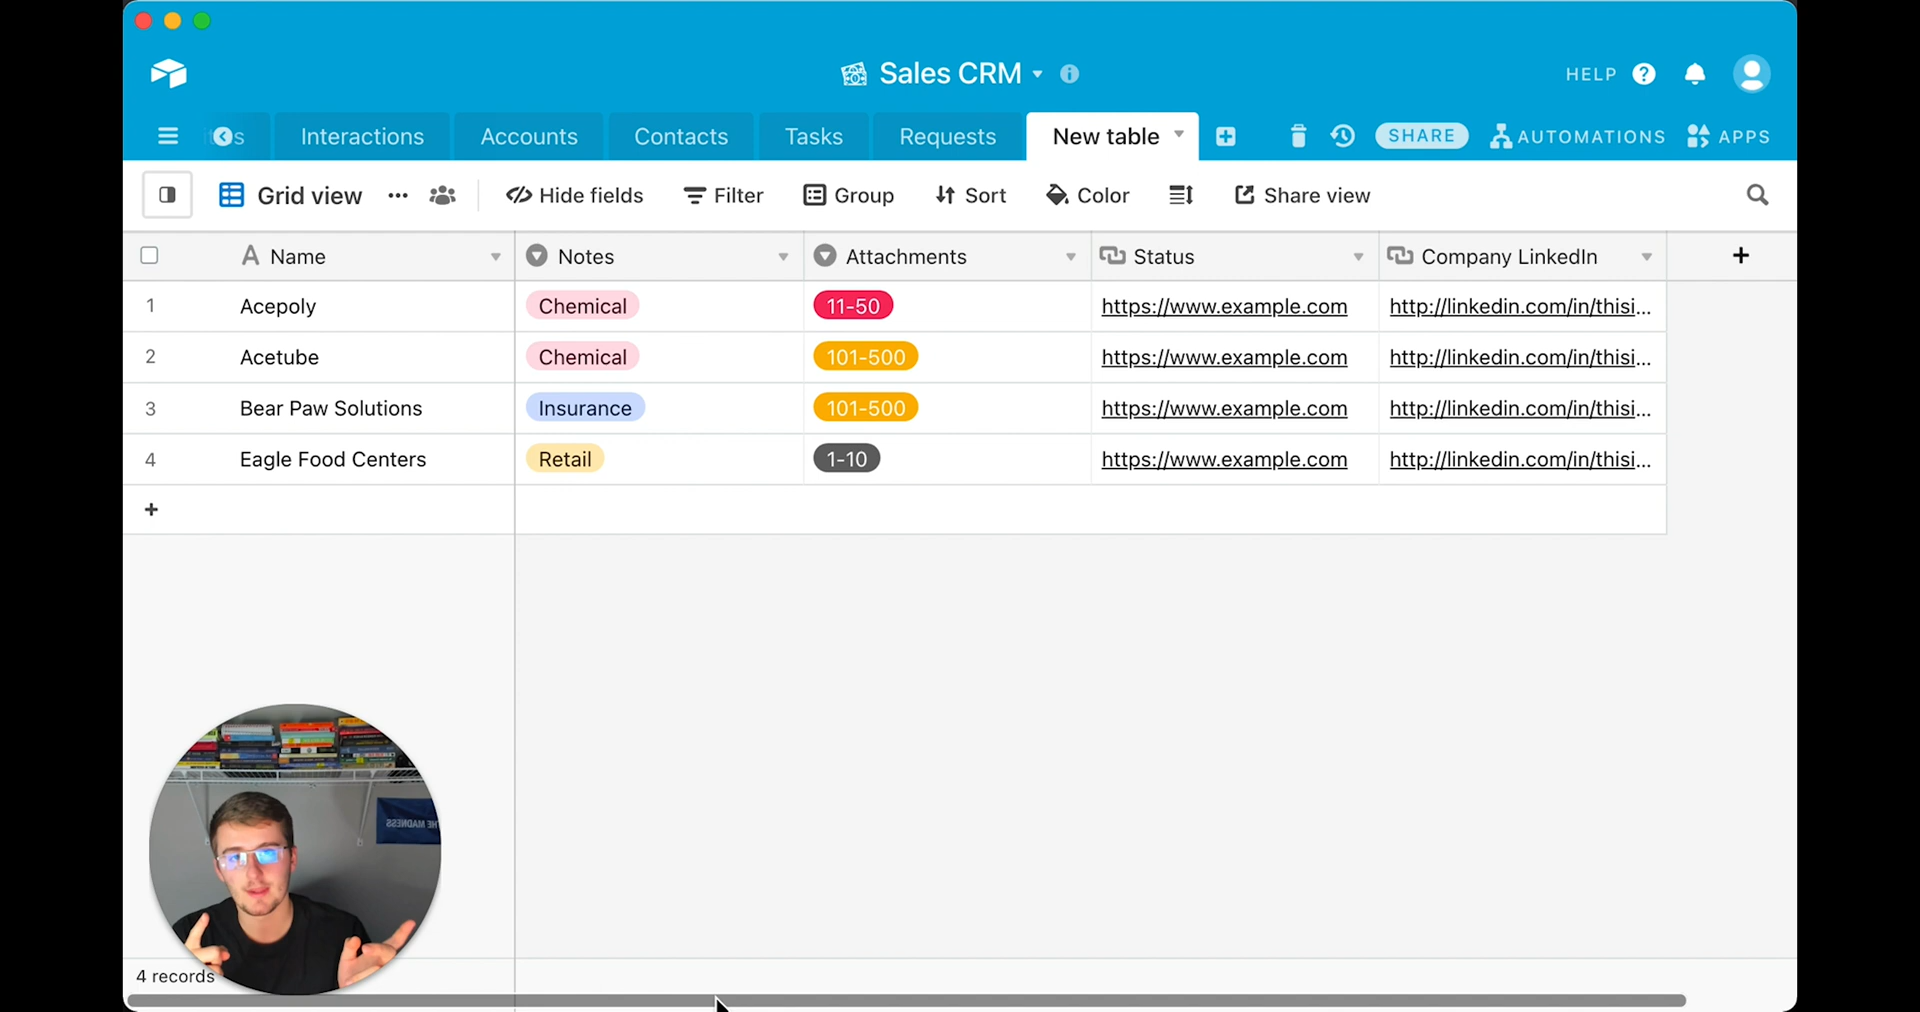 Sales CRM
HELP
Interactions
Accounts
Contacts
Tasks
Requests
New table
SHARE
AUTOMATIONS
APPS
Grid view
Hide fields
Filter
Group
Sort
Color
Share view
Name
Notes
Attachments
Status
Company LinkedIn
1 Acepoly Chemical 11-50 https://www.example.com http://linkedin.com/in/thisi...
2 Acetube Chemical 101-500 https://www.example.com http://linkedin.com/in/thisi...
3 Bear Paw Solutions Insurance 101-500 https://www.example.com http://linkedin.com/in/thisi...
4 Eagle Food Centers Retail 1-10 https://www.example.com http://linkedin.com/in/thisi...
THE MADNESS
4 records